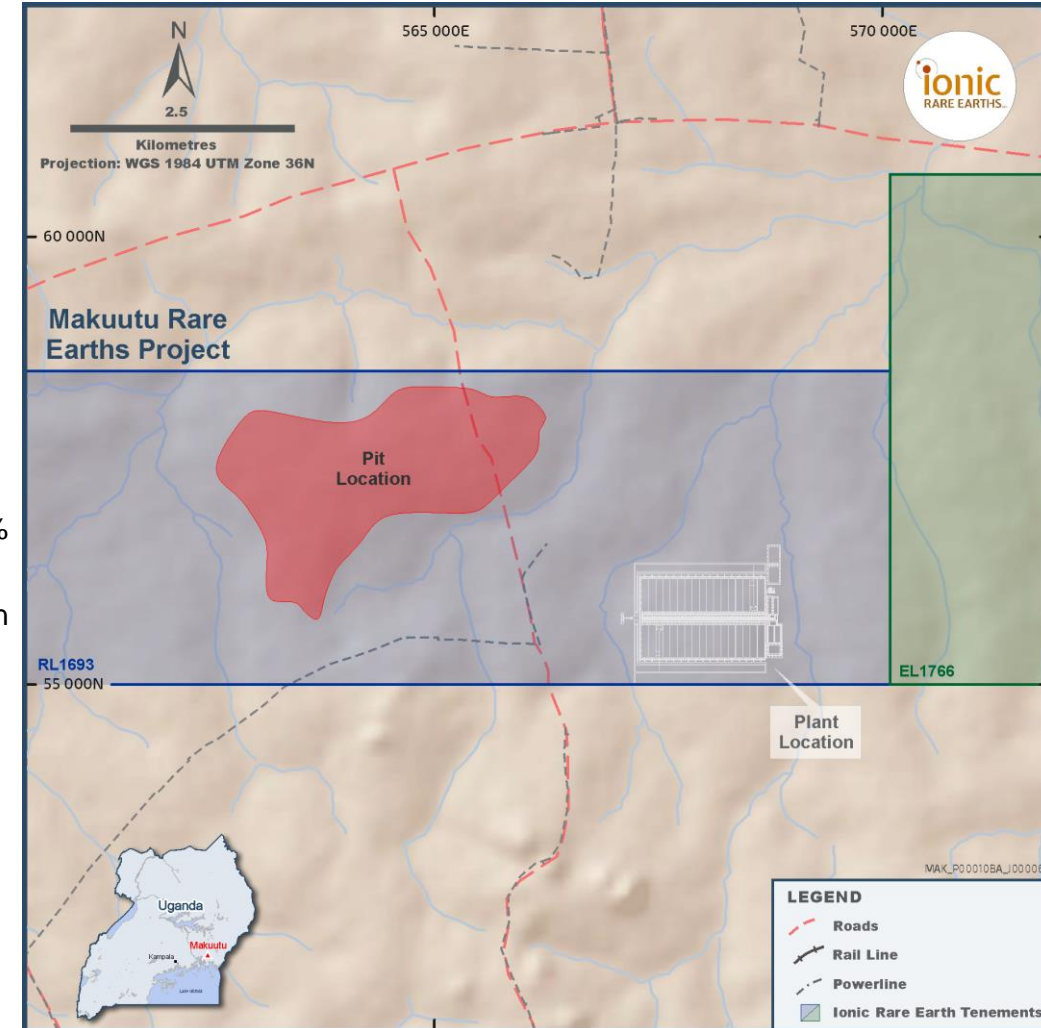 565 000E
570 000E
N
2.5
Kilometres
Projection: WGS 1984 UTM Zone 36N
ionic
RARE EARTHS
60 000N
Makuutu Rare
Earths Project
Pit
Location
%
n
RL1693
55 000N
EL1766
Plant
Location
Uganda
Makuutu
Kampala
LEGEND
Roads
Rail Line
Powerline
Ionic Rare Earth Tenements